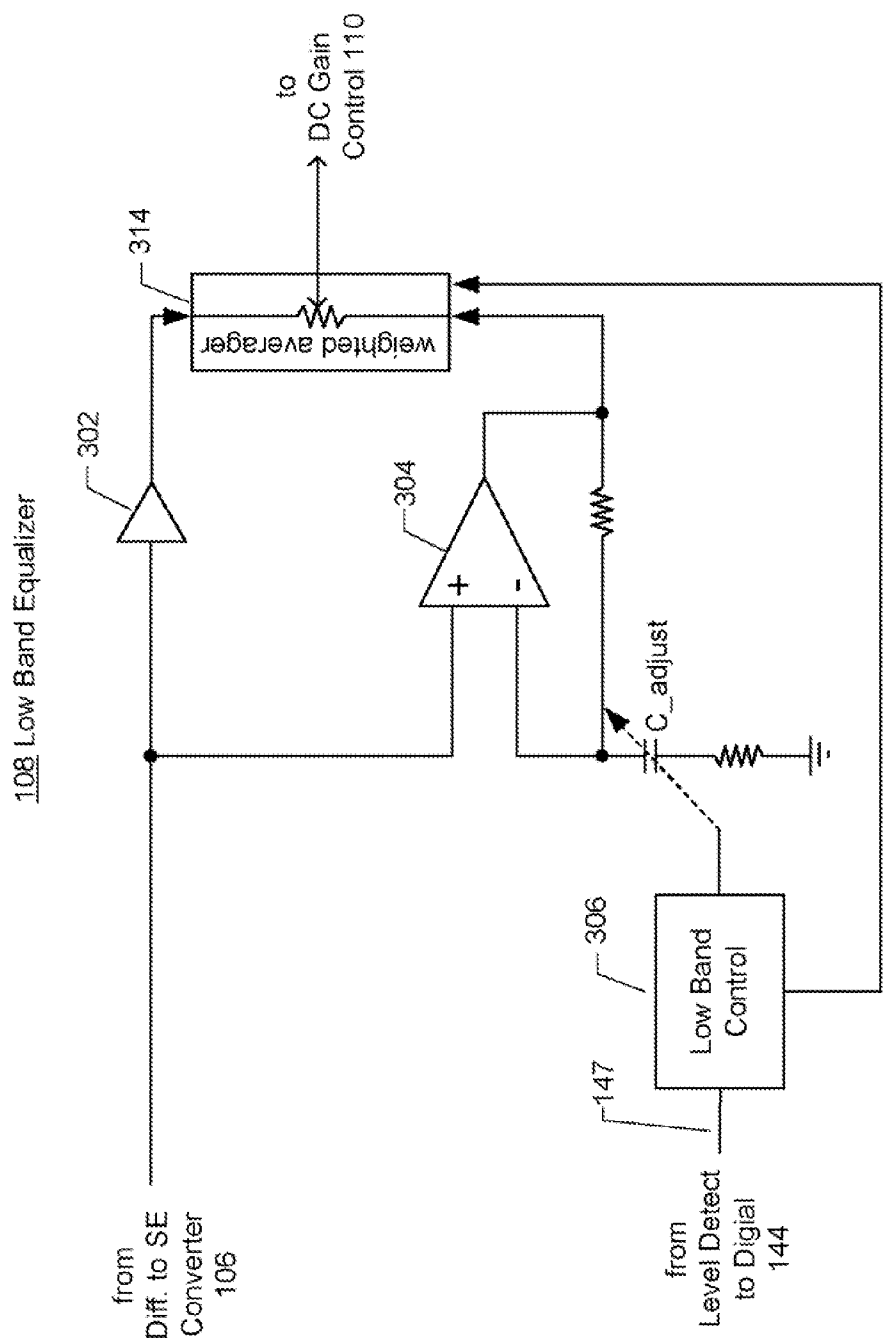 108 Low Band Equalizer
from
Diff. to SE
Converter
106
302
314
weighted averager
to
DC Gain
Control 110
304
+
-
C_adjust
306
Low Band
Control
147
from
Level Detect
to Digial
144